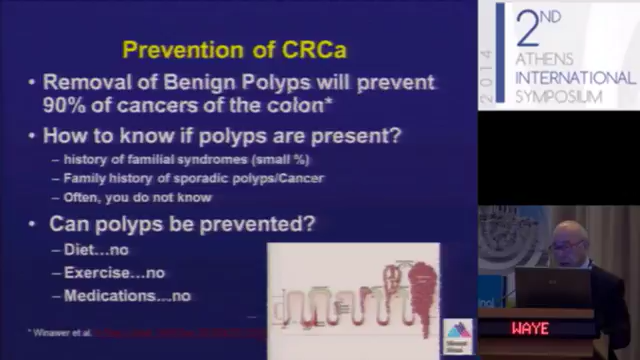 Prevention of CRCa
• Removal of Benign Polyps will prevent
90% of cancers of the colon*
• How to know if polyps are present?
– history of familial syndromes (small %)
– Family history of sporadic polyps/Cancer
– Often, you do not know
• Can polyps be prevented?
– Diet...no
– Exercise...no
– Medications...no
* Winawer et al.
2014
2ND
ATHENS
INTERNATIONAL
SYMPOSIUM
WAYE